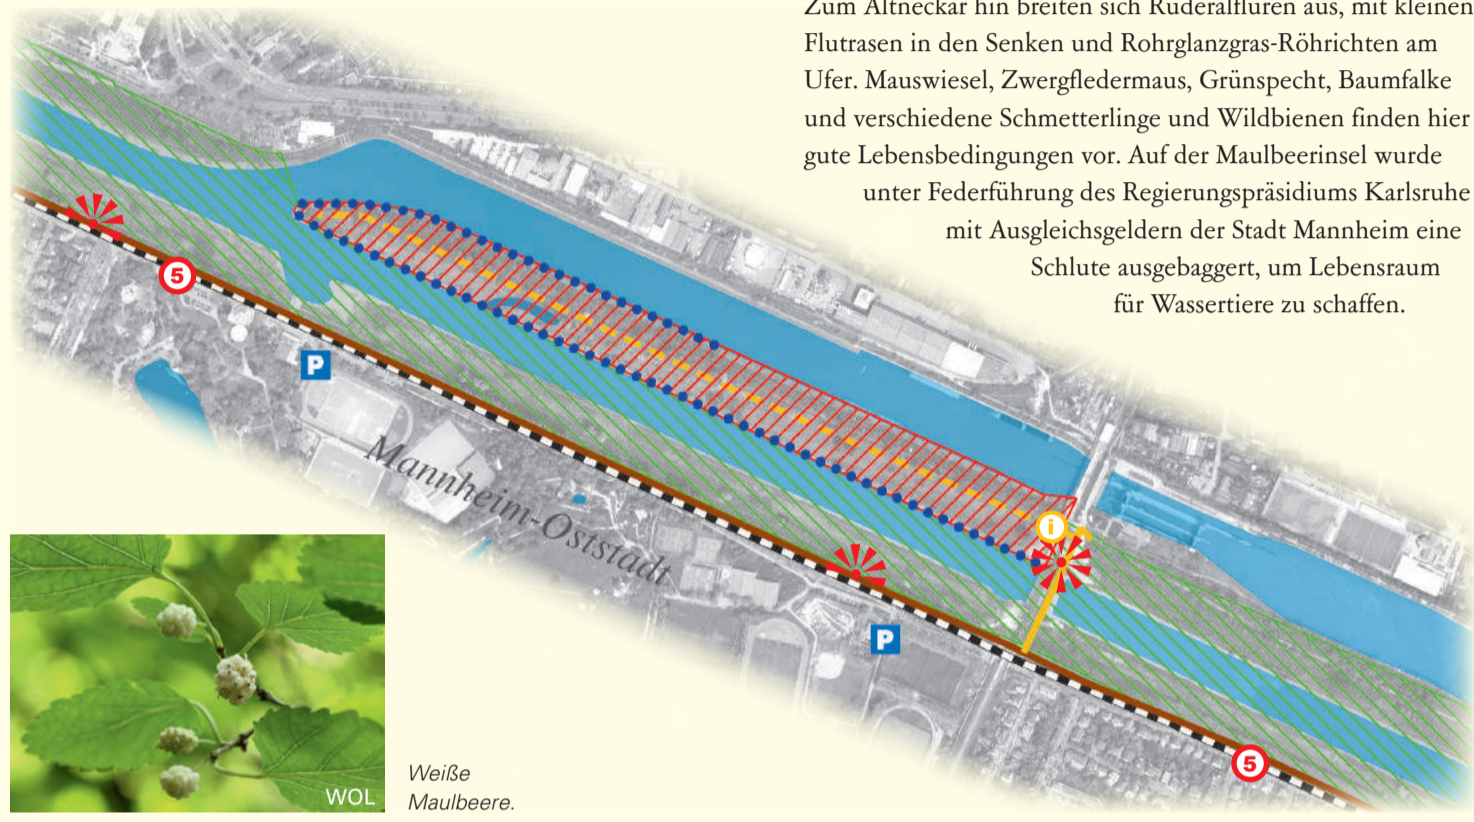 Zum Altneckar hin breiten sich Ruderalfluren aus, mit kleinen
Flutrasen in den Senken und Rohrglanzgras-Röhrichten am
Ufer. Mauswiesel, Zwergfledermaus, Grünspecht, Baumfalke
und verschiedene Schmetterlinge und Wildbienen finden hier
gute Lebensbedingungen vor. Auf der Maulbeerinsel wurde
unter Federführung des Regierungspräsidiums Karlsruhe
mit Ausgleichsgeldern der Stadt Mannheim eine
Schlute ausgebaggert, um Lebensraum
für Wassertiere zu schaffen.
5
P
Mannheim-Oststadt
i
P
5
WOL
Weiße
Maulbeere.